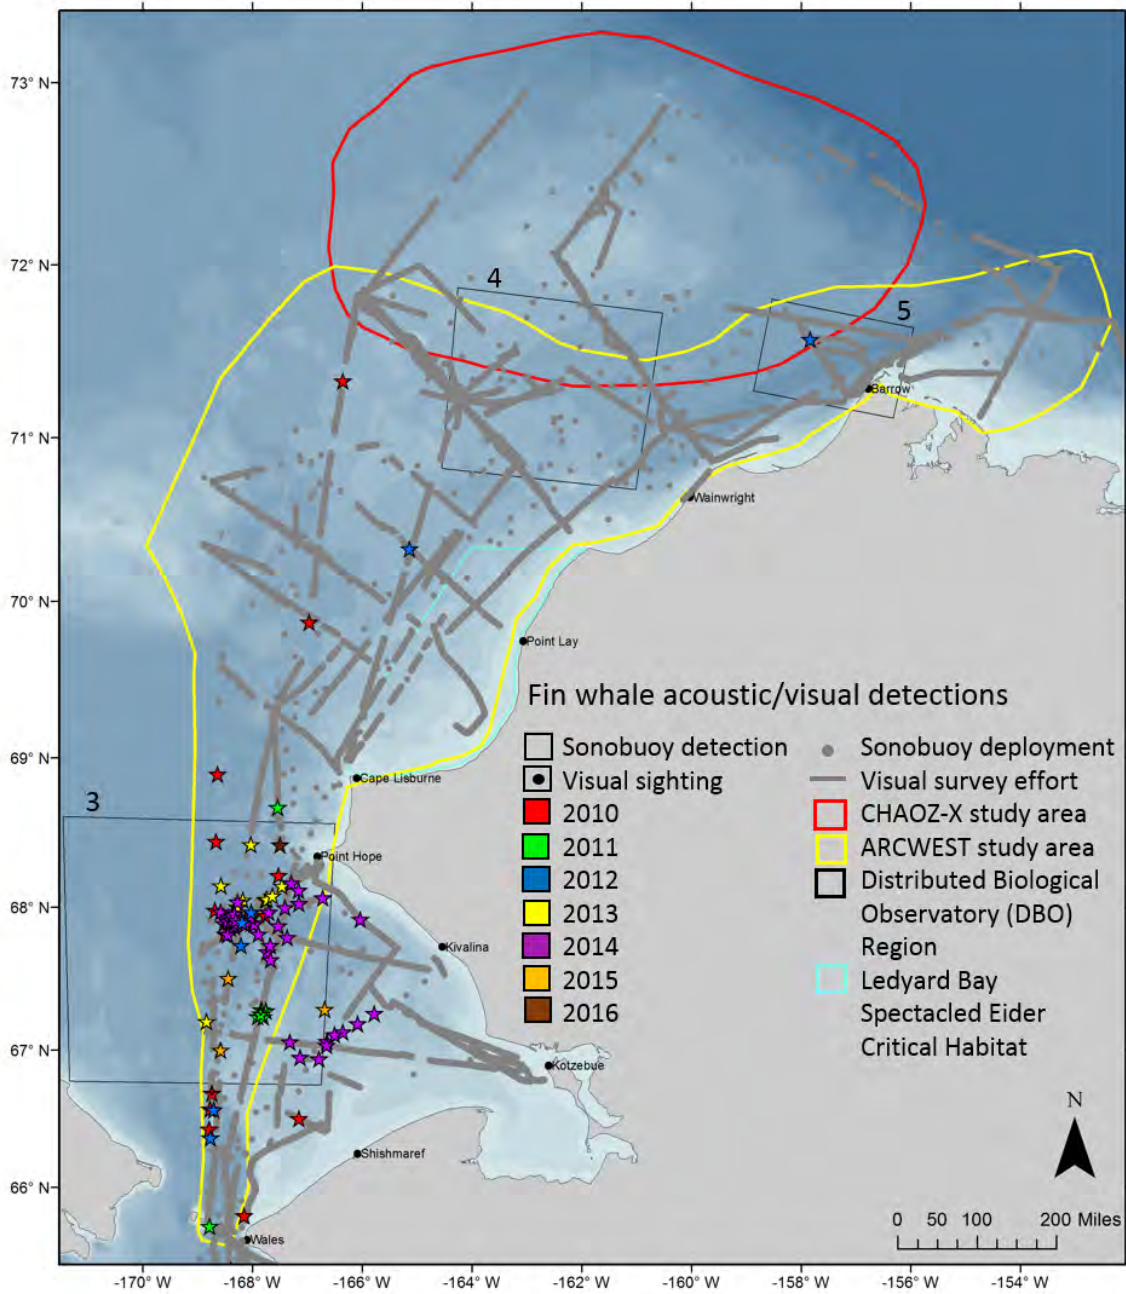 73° N
72° N
71° N
70° N
69° N
68° N
67° N
66° N
4
5
3
Barrow
Wainwright
Point Lay
Cape Lisburne
Point Hope
Kivalina
Kotzebue
Shishmaref
Wales
Fin whale acoustic/visual detections
Sonobuoy detection
Visual sighting
2010
2011
2012
2013
2014
2015
2016
Sonobuoy deployment
Visual survey effort
CHAOZ-X study area
ARCWEST study area
Distributed Biological
Observatory (DBO)
Region
Ledyard Bay
Spectacled Eider
Critical Habitat
N
0 50 100 200 Miles
-170° W -168° W -166° W -164° W -162° W -160° W -158° W -156° W -154° W